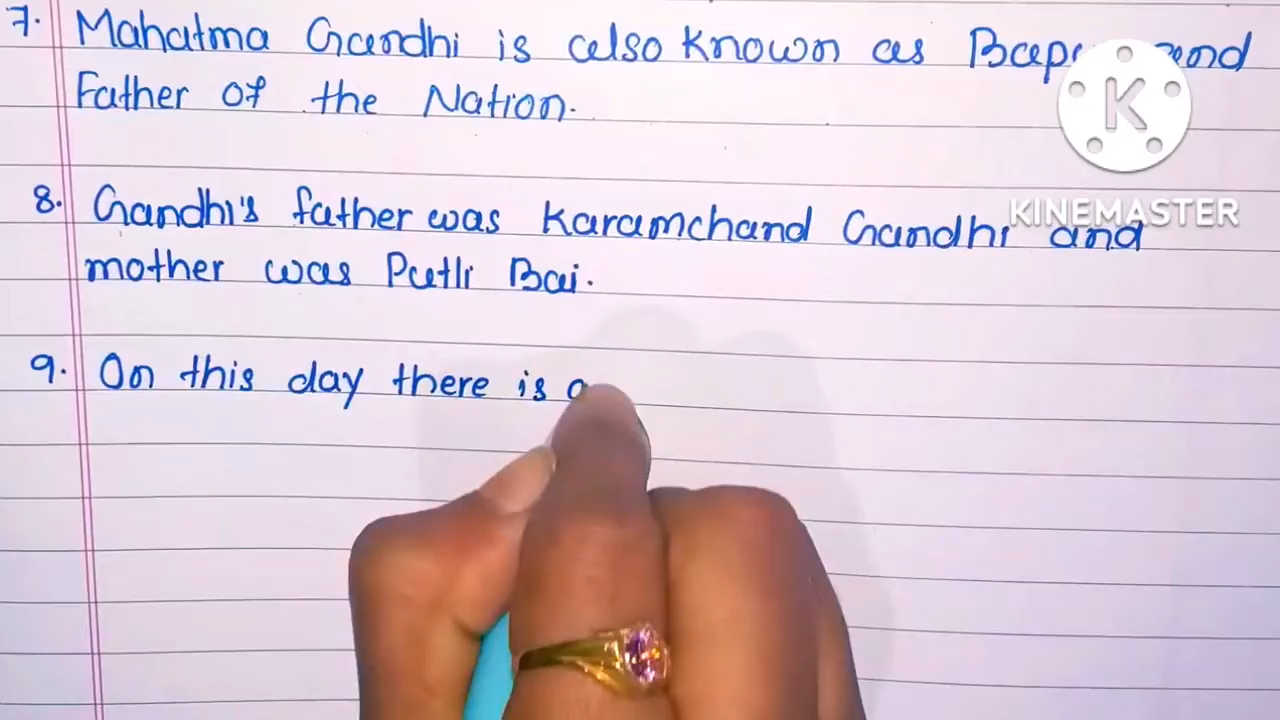 7. Mahatma Gandhi is also known as and
Father of the Nation.
8. Gandhi's father was Karamchand Gandhi and
mother was Putli Bai.
9. On this day there is a
K
KINEMASTER